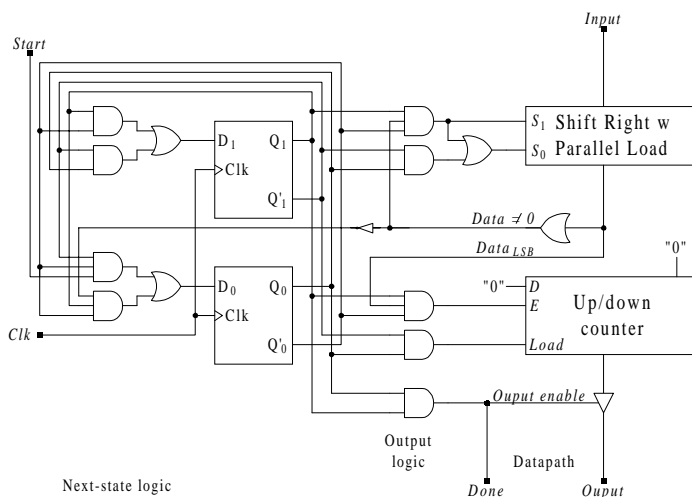 Input
Start
S1 Shift Right w
S0 Parallel Load
D1 Q1
Clk
Q'1
Data ≠ 0
DataLSB
"0"
D0 Q0
Clk
Q'0
"0" D
E
Up/down
counter
Load
Clk
Ouput enable
Output
logic
Datapath
Next-state logic
Done
Ouput